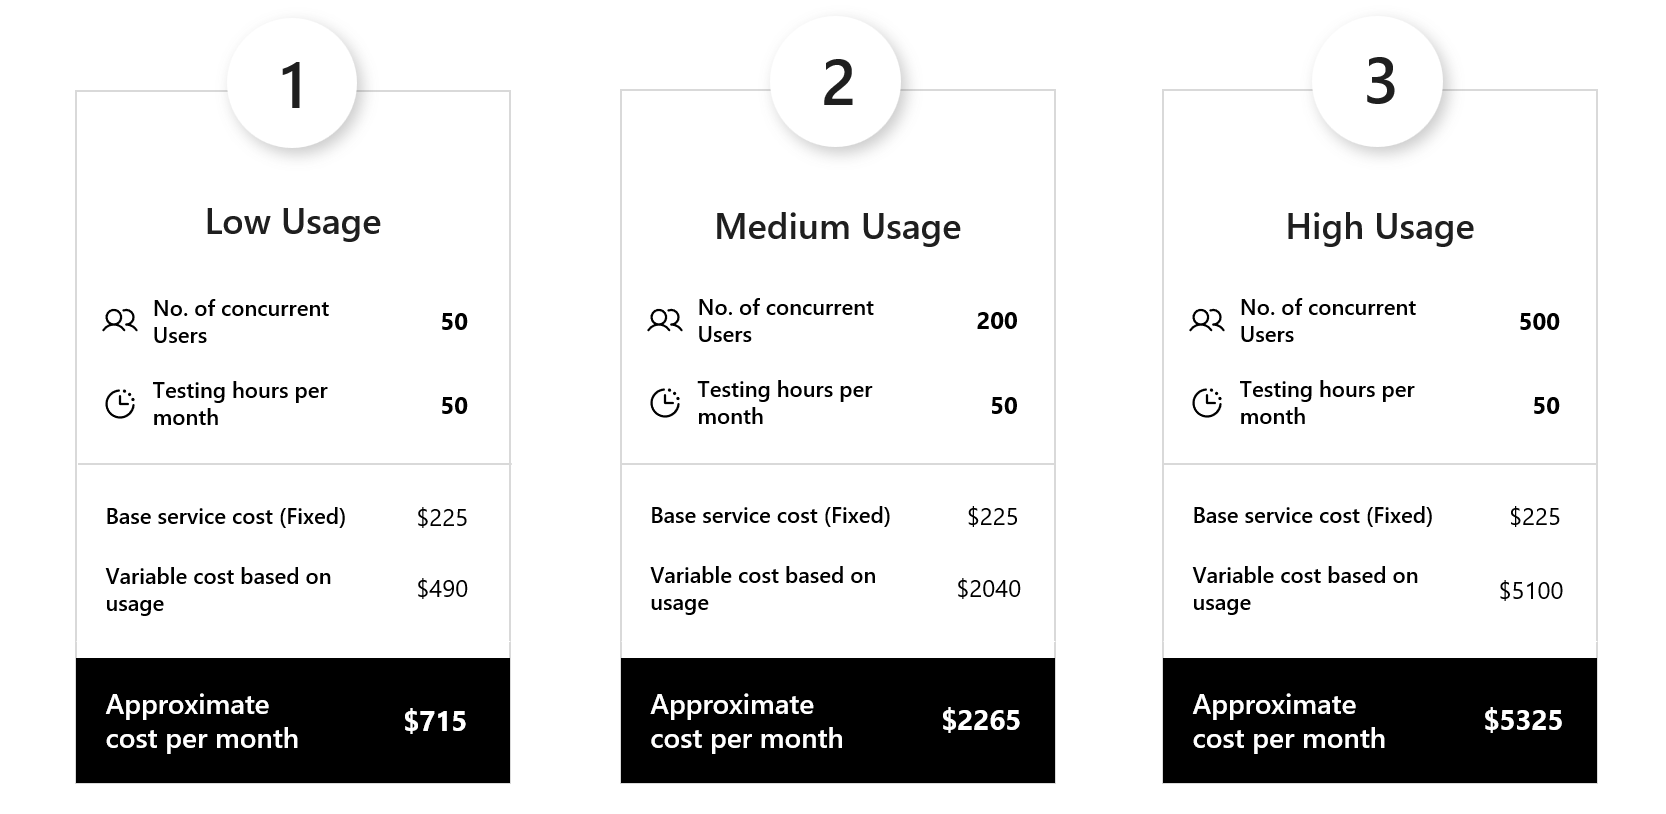 1
Low Usage
No. of concurrent
Users
50
Testing hours per
month
50
Base service cost (Fixed)
$225
Variable cost based on
usage
$490
Approximate
cost per month
$715
2
Medium Usage
No. of concurrent
Users
200
Testing hours per
month
50
Base service cost (Fixed)
$225
Variable cost based on
usage
$2040
Approximate
cost per month
$2265
3
High Usage
No. of concurrent
Users
500
Testing hours per
month
50
Base service cost (Fixed)
$225
Variable cost based on
usage
$5100
Approximate
cost per month
$5325